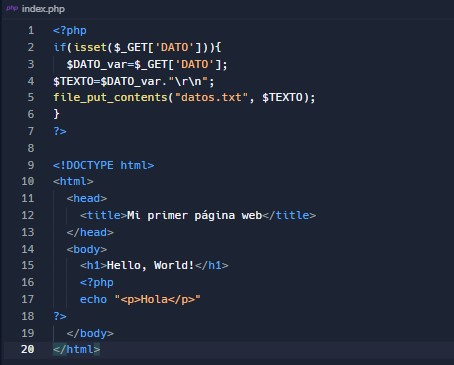 php index.php
1 <?php
2 if(isset($_GET['DATO'])){
3   $DATO_var=$_GET['DATO'];
4 $TEXTO=$DATO_var."\r\n";
5 file_put_contents("datos.txt", $TEXTO);
6 }
7 ?>
8
9 <!DOCTYPE html>
10 <html>
11   <head>
12     <title>Mi primer página web</title>
13   </head>
14   <body>
15     <h1>Hello, World!</h1>
16     <?php
17     echo "<p>Hola</p>"
18 ?>
19   </body>
20 </html>